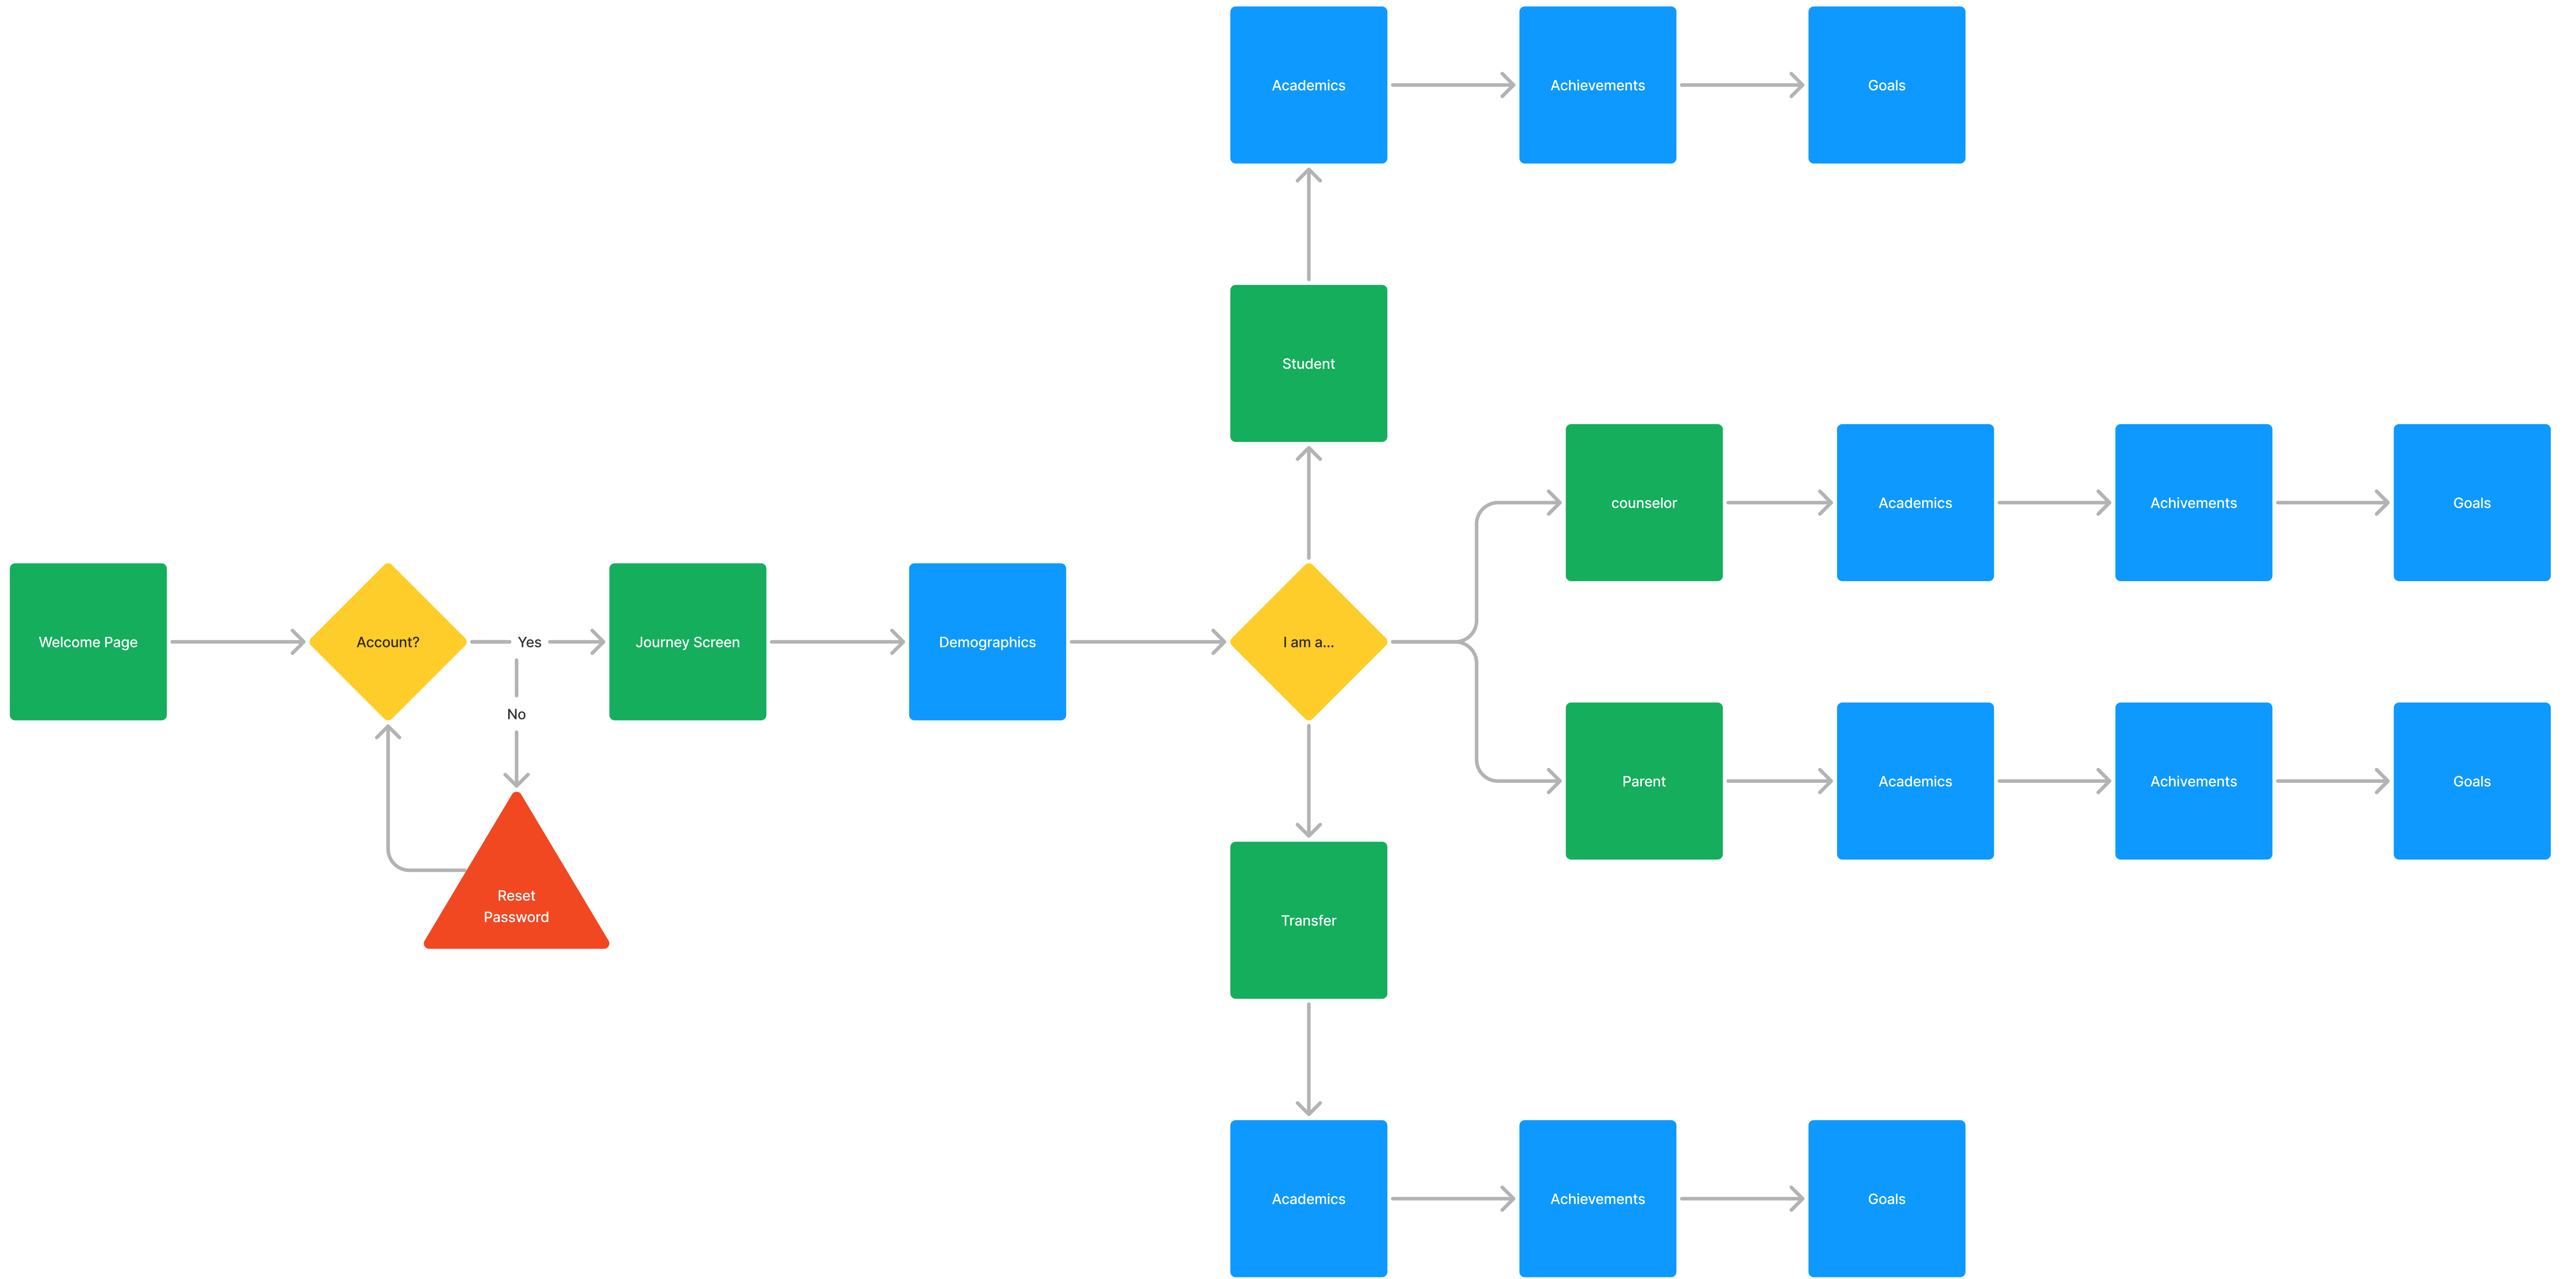 Academics
Achievements
Goals
Student
counselor
Academics
Achivements
Goals
Welcome Page
Account?
Yes
Journey Screen
Demographics
I am a...
No
Parent
Academics
Achivements
Goals
Reset
Password
Transfer
Academics
Achievements
Goals